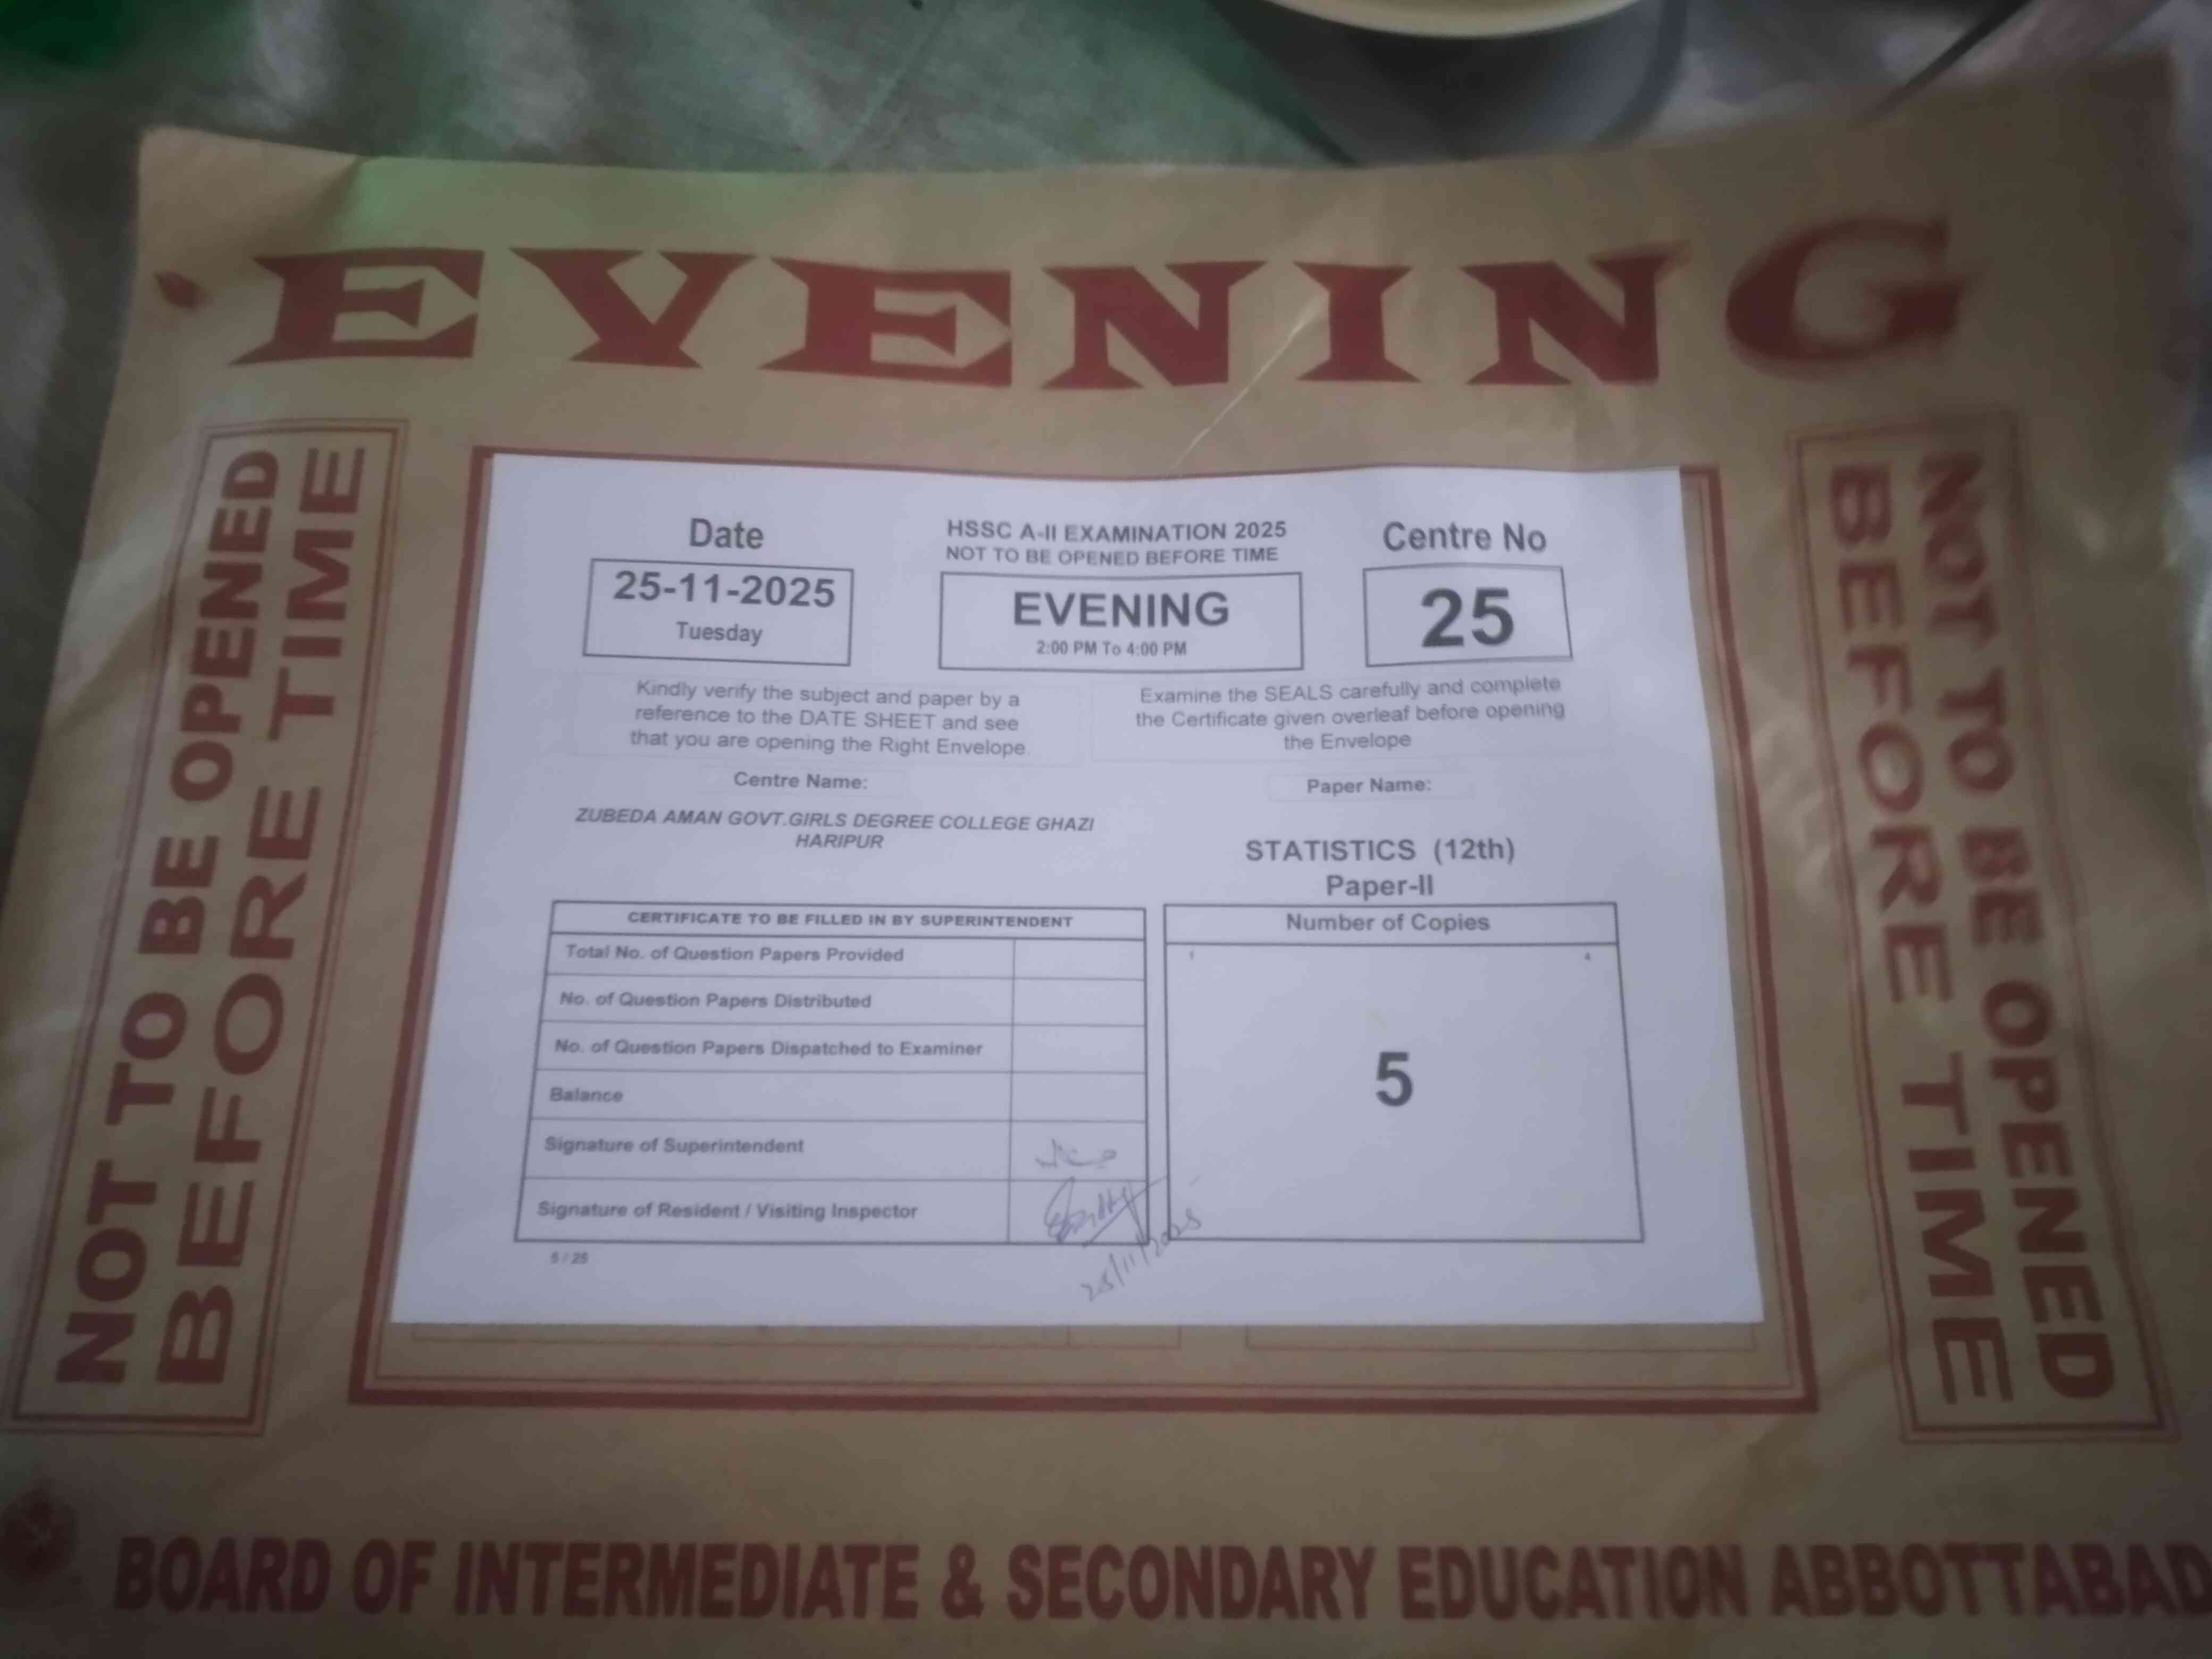 EVENING
NOT TO BE OPENED
BEFORE TIME
NOT TO BE OPENED
BEFORE TIME
Date
25-11-2025
Tuesday
HSSC A-II EXAMINATION 2025
NOT TO BE OPENED BEFORE TIME
EVENING
2:00 PM To 4:00 PM
Centre No
25
Kindly verify the subject and paper by a
reference to the DATE SHEET and see
that you are opening the Right Envelope.
Examine the SEALS carefully and complete
the Certificate given overleaf before opening
the Envelope
Centre Name:
ZUBEDA AMAN GOVT.GIRLS DEGREE COLLEGE GHAZI
HARIPUR
Paper Name:
STATISTICS (12th)
Paper-II
CERTIFICATE TO BE FILLED IN BY SUPERINTENDENT
Total No. of Question Papers Provided
No. of Question Papers Distributed
No. of Question Papers Dispatched to Examiner
Balance
Signature of Superintendent
Signature of Resident / Visiting Inspector
25/11/2025
Number of Copies
5
5 / 25
BOARD OF INTERMEDIATE & SECONDARY EDUCATION ABBOTTABAD